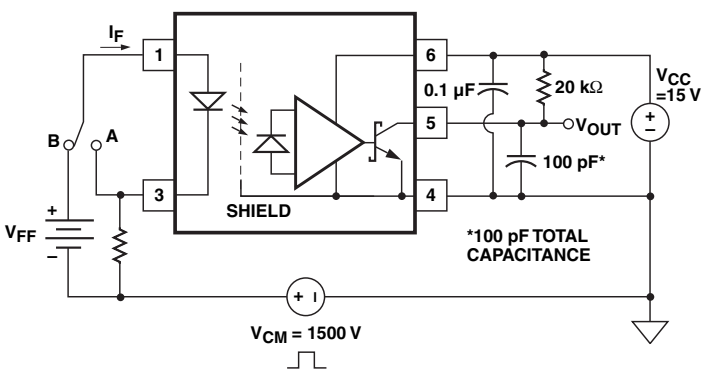 I_F
1
6
0.1 µF
20 kΩ
V_CC
=15 V
+
–
5
V_OUT
B
A
100 pF*
3
4
SHIELD
+
V_FF
–
*100 pF TOTAL
CAPACITANCE
+ –
V_CM = 1500 V